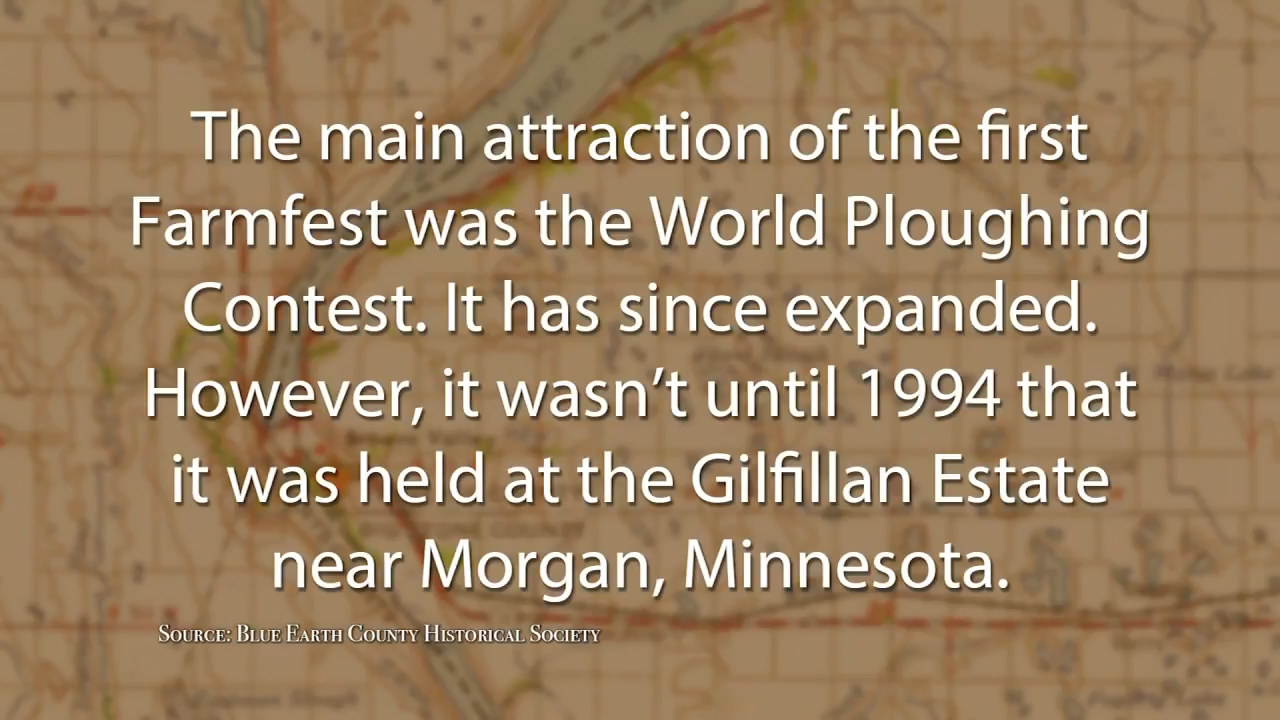 The main attraction of the first
Farmfest was the World Ploughing
Contest. It has since expanded.
However, it wasn’t until 1994 that
it was held at the Gilfillan Estate
near Morgan, Minnesota.
Source: Blue Earth County Historical Society